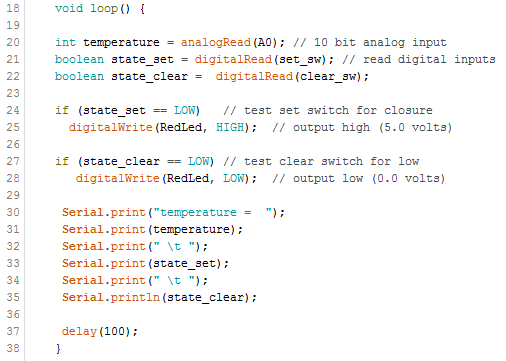 18 void loop() {
19
20 int temperature = analogRead(A0); // 10 bit analog input
21 boolean state_set = digitalRead(set_sw); // read digital inputs
22 boolean state_clear =  digitalRead(clear_sw);
23
24 if (state_set == LOW)   // test set switch for closure
25   digitalWrite(RedLed, HIGH);  // output high (5.0 volts)
26
27 if (state_clear == LOW) // test clear switch for low
28    digitalWrite(RedLed, LOW);  // output low (0.0 volts)
29
30  Serial.print("temperature =  ");
31  Serial.print(temperature);
32  Serial.print(" \t ");
33  Serial.print(state_set);
34  Serial.print(" \t ");
35  Serial.println(state_clear);
36
37  delay(100);
38 }